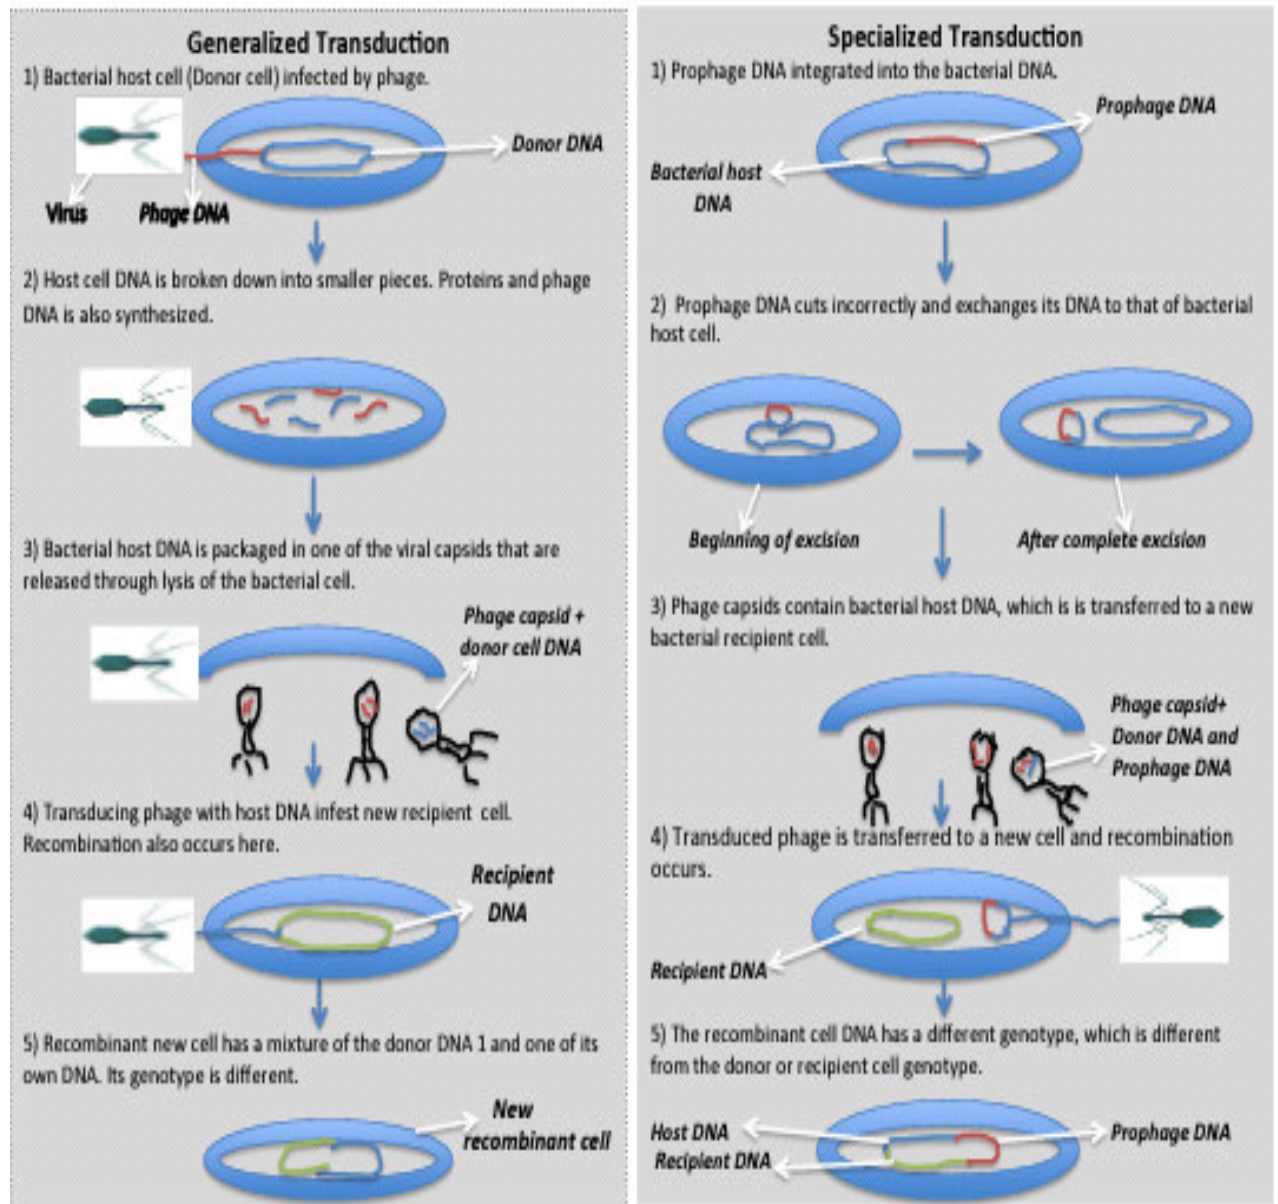 Generalized Transduction
1) Bacterial host cell (Donor cell) infected by phage.
Donor DNA
Virus
Phage DNA
2) Host cell DNA is broken down into smaller pieces. Proteins and phage
DNA is also synthesized.
3) Bacterial host DNA is packaged in one of the viral capsids that are
released through lysis of the bacterial cell.
Phage capsid +
donor cell DNA
4) Transducing phage with host DNA infest new recipient cell.
Recombination also occurs here.
Recipient
DNA
5) Recombinant new cell has a mixture of the donor DNA 1 and one of its
own DNA. Its genotype is different.
New
recombinant cell
Specialized Transduction
1) Prophage DNA integrated into the bacterial DNA.
Prophage DNA
Bacterial host
DNA
2) Prophage DNA cuts incorrectly and exchanges its DNA to that of bacterial
host cell.
Beginning of excision
After complete excision
3) Phage capsids contain bacterial host DNA, which is is transferred to a new
bacterial recipient cell.
Phage capsid+
Donor DNA and
Prophage DNA
4) Transduced phage is transferred to a new cell and recombination
occurs.
Recipient DNA
5) The recombinant cell DNA has a different genotype, which is different
from the donor or recipient cell genotype.
Host DNA
Recipient DNA
Prophage DNA